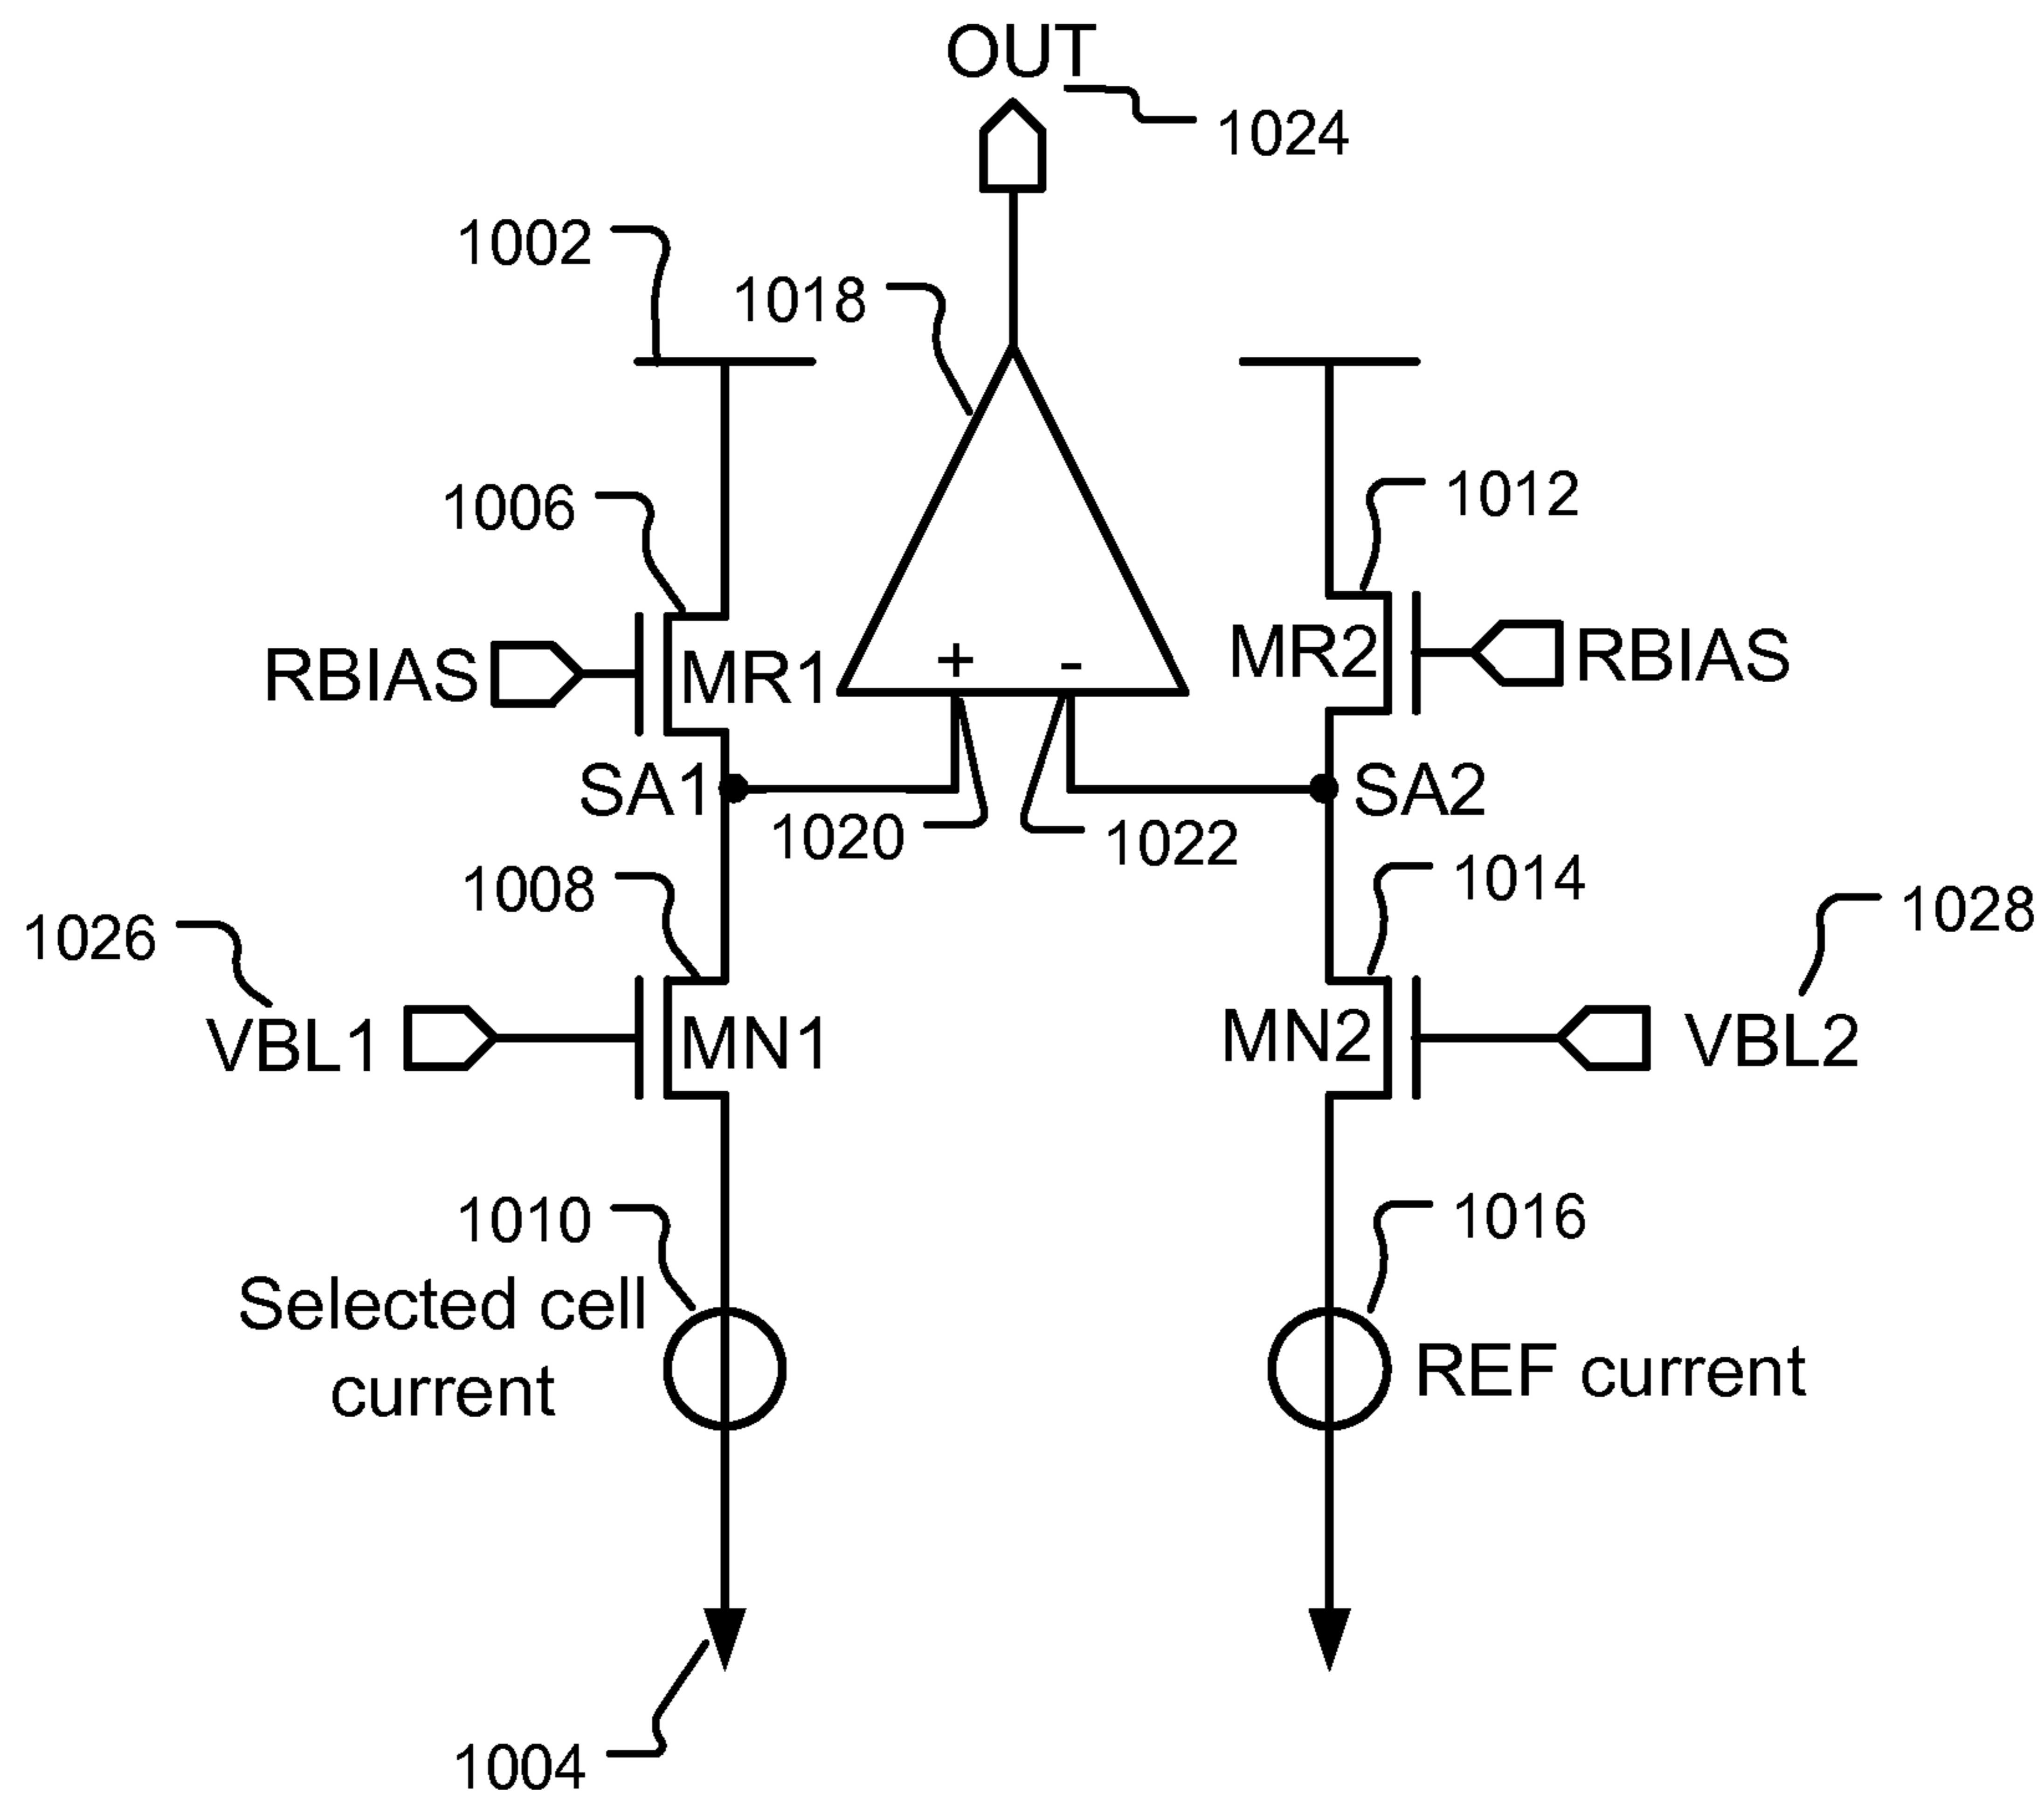 OUT
1024
1002
1018
1006
1012
RBIAS
MR1
+
-
MR2
RBIAS
SA1
SA2
1020
1022
1008
1014
1026
1028
VBL1
MN1
MN2
VBL2
1010
1016
Selected cell
current
REF current
1004